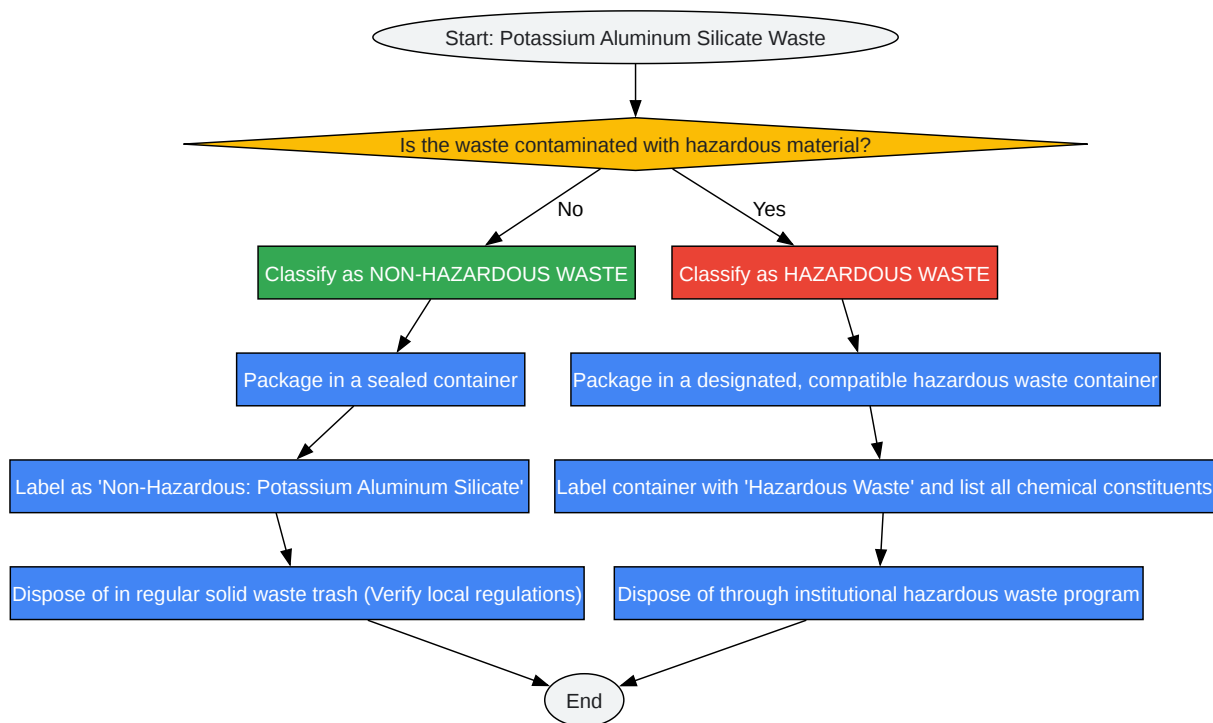 Start: Potassium Aluminum Silicate Waste
Is the waste contaminated with hazardous material?
No
Yes
Classify as NON-HAZARDOUS WASTE
Classify as HAZARDOUS WASTE
Package in a sealed container
Package in a designated, compatible hazardous waste container
Label as 'Non-Hazardous: Potassium Aluminum Silicate'
Label container with 'Hazardous Waste' and list all chemical constituents
Dispose of in regular solid waste trash (Verify local regulations)
Dispose of through institutional hazardous waste program
End